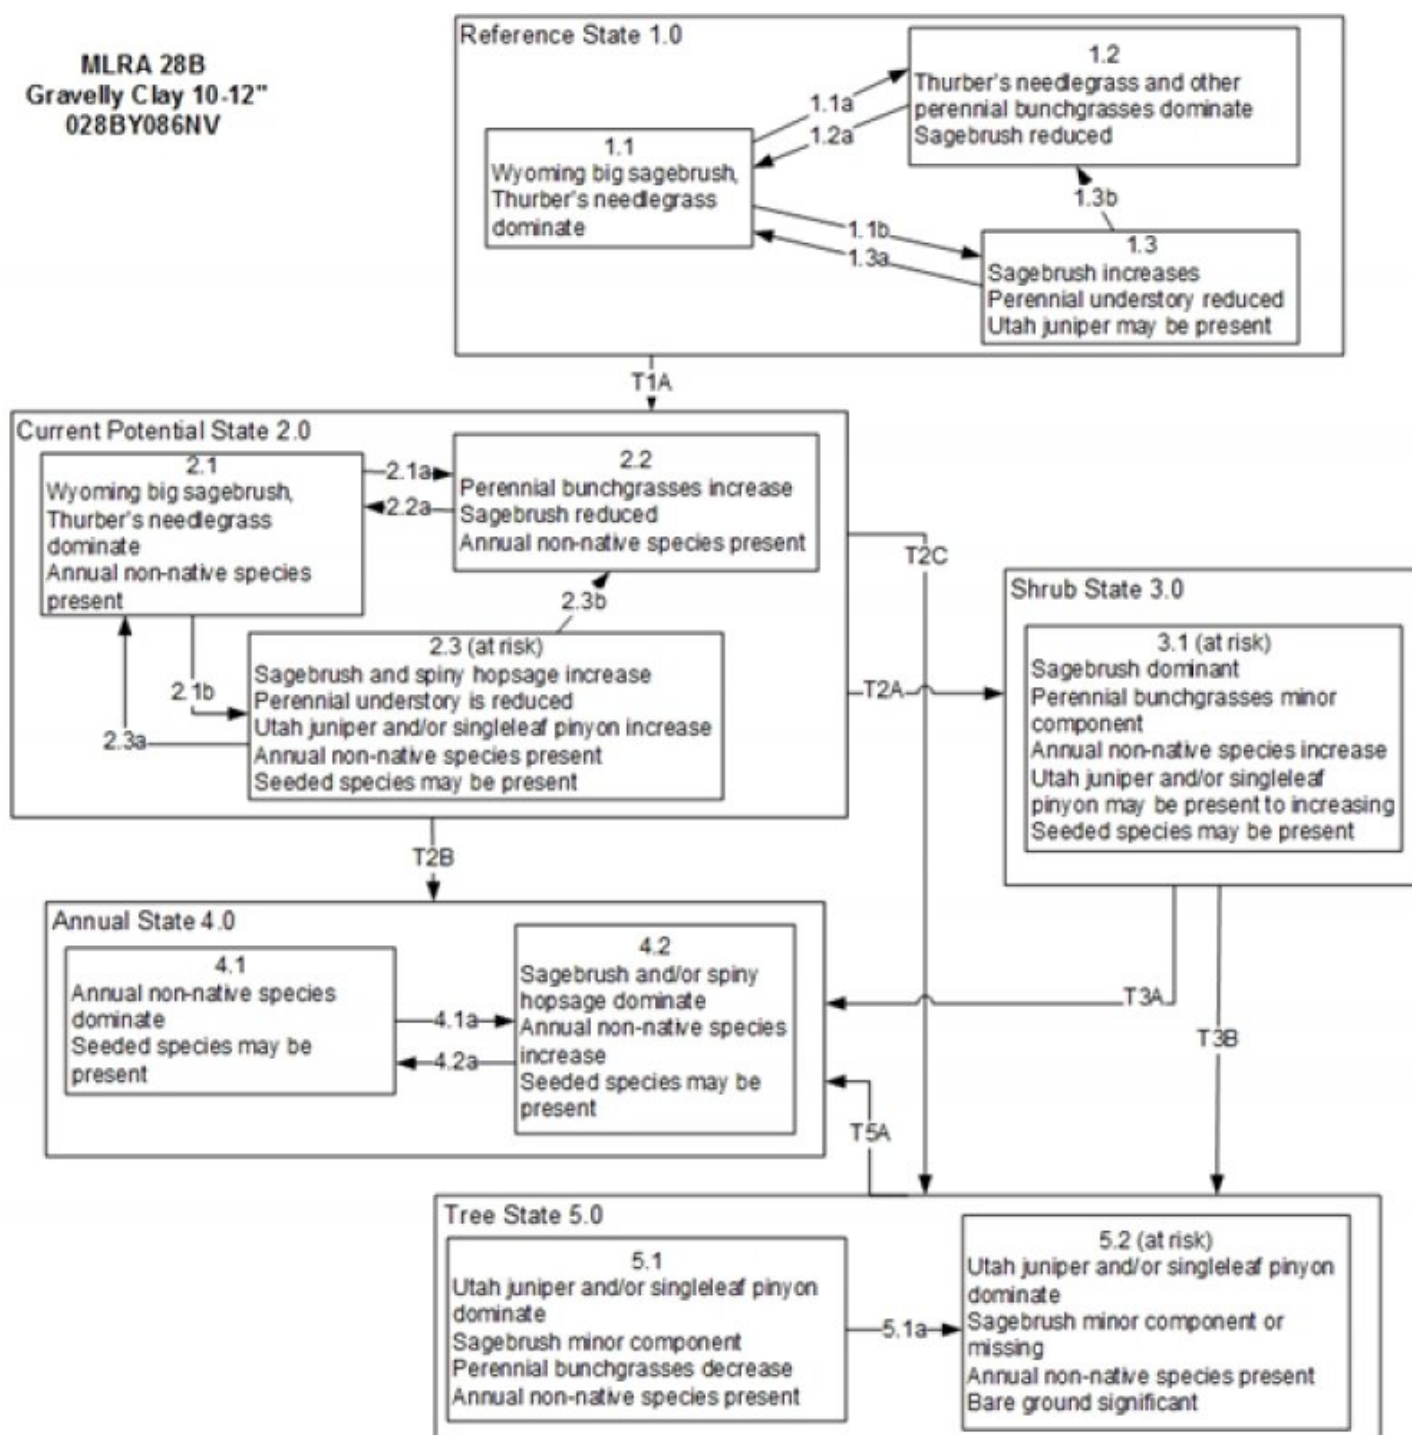 MLRA 28B
Gravelly Clay 10-12"
028BY086NV
Reference State 1.0
1.1
Wyoming big sagebrush,
Thurber's needlegrass
dominate
1.1a
1.2a
1.2
Thurber's needlegrass and other
perennial bunchgrasses dominate
Sagebrush reduced
1.3b
1.1b
1.3a
1.3
Sagebrush increases
Perennial understory reduced
Utah juniper may be present
T1A
Current Potential State 2.0
2.1
Wyoming big sagebrush,
Thurber's needlegrass
dominate
Annual non-native species
present
2.1a
2.2a
2.2
Perennial bunchgrasses increase
Sagebrush reduced
Annual non-native species present
2.3b
2.1b
2.3a
2.3 (at risk)
Sagebrush and spiny hopsage increase
Perennial understory is reduced
Utah juniper and/or singleleaf pinyon increase
Annual non-native species present
Seeded species may be present
T2C
T2A
Shrub State 3.0
3.1 (at risk)
Sagebrush dominant
Perennial bunchgrasses minor
component
Annual non-native species increase
Utah juniper and/or singleleaf
pinyon may be present to increasing
Seeded species may be present
T2B
Annual State 4.0
4.1
Annual non-native species
dominate
Seeded species may be
present
4.1a
4.2a
4.2
Sagebrush and/or spiny
hopsage dominate
Annual non-native species
increase
Seeded species may be
present
T3A
T3B
T5A
Tree State 5.0
5.1
Utah juniper and/or singleleaf pinyon
dominate
Sagebrush minor component
Perennial bunchgrasses decrease
Annual non-native species present
5.1a
5.2 (at risk)
Utah juniper and/or singleleaf pinyon
dominate
Sagebrush minor component or
missing
Annual non-native species present
Bare ground significant